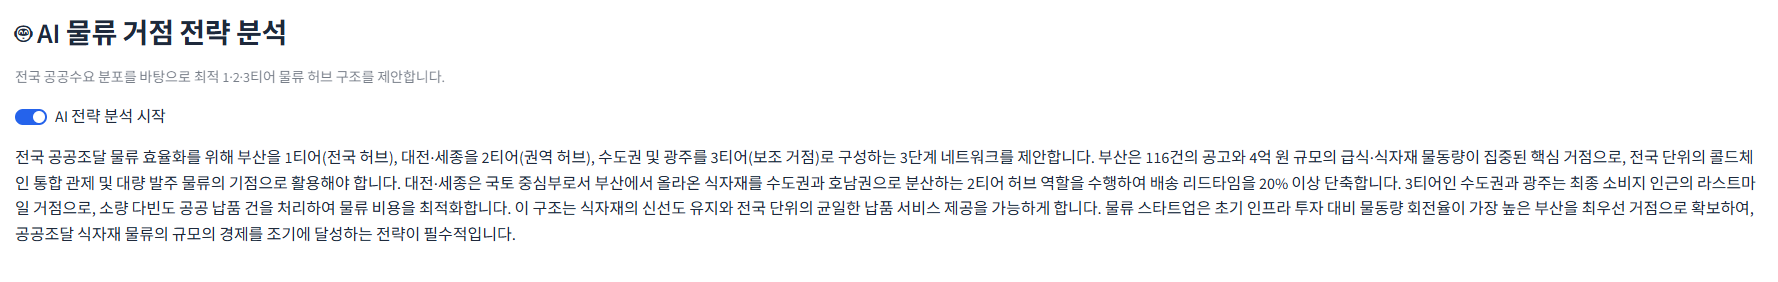 AI 물류 거점 전략 분석
전국 공공수요 분포를 바탕으로 최적 1·2·3티어 물류 허브 구조를 제안합니다.
AI 전략 분석 시작
전국 공공조달 물류 효율화를 위해 부산을 1티어(전국 허브), 대전·세종을 2티어(권역 허브), 수도권 및 광주를 3티어(보조 거점)로 구성하는 3단계 네트워크를 제안합니다. 부산은 116건의 공고와 4억 원 규모의 급식·식자재 물동량이 집중된 핵심 거점으로, 전국 단위의 콜드체
인 통합 관제 및 대량 발주 물류의 기점으로 활용해야 합니다. 대전·세종은 국토 중심부로서 부산에서 올라온 식자재를 수도권과 호남권으로 분산하는 2티어 허브 역할을 수행하여 배송 리드타임을 20% 이상 단축합니다. 3티어인 수도권과 광주는 최종 소비지 인근의 라스트마
일 거점으로, 소량 다빈도 공공 납품 건을 처리하여 물류 비용을 최적화합니다. 이 구조는 식자재의 신선도 유지와 전국 단위의 균일한 납품 서비스 제공을 가능하게 합니다. 물류 스타트업은 초기 인프라 투자 대비 물동량 회전율이 가장 높은 부산을 최우선 거점으로 확보하여,
공공조달 식자재 물류의 규모의 경제를 조기에 달성하는 전략이 필수적입니다.